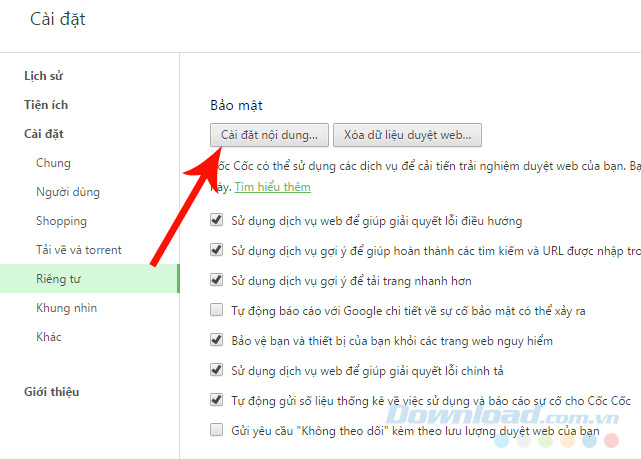 Cài đặt
Lịch sử
Tiện ích
Cài đặt
Chung
Người dùng
Shopping
Tải về và torrent
Riêng tư
Khung nhìn
Khác
Giới thiệu
Bảo mật
Cài đặt nội dung... Xóa dữ liệu duyệt web...
Cốc Cốc có thể sử dụng các dịch vụ để cải tiến trải nghiệm duyệt web của bạn. Bạ
này. Tìm hiểu thêm
Sử dụng dịch vụ web để giúp giải quyết lỗi điều hướng
Sử dụng dịch vụ gợi ý để giúp hoàn thành các tìm kiếm và URL được nhập tro
Sử dụng dịch vụ gợi ý để tải trang nhanh hơn
Tự động báo cáo với Google chi tiết về sự cố bảo mật có thể xảy ra
Bảo vệ bạn và thiết bị của bạn khỏi các trang web nguy hiểm
Sử dụng dịch vụ web để giúp giải quyết lỗi chính tả
Tự động gửi số liệu thống kê về việc sử dụng và báo cáo sự cố cho Cốc Cốc
Gửi yêu cầu "Không theo dõi" kèm theo lưu lượng duyệt web của bạn
Download.com.vn